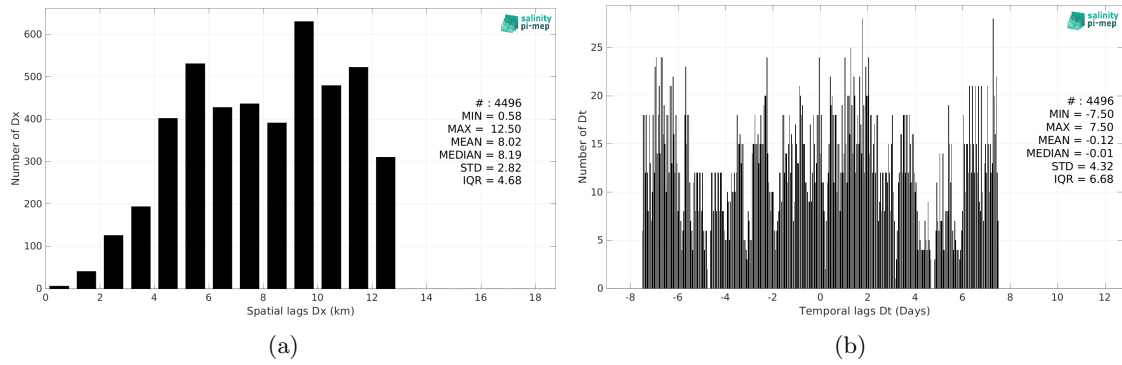 600
500
400
300
200
100
0
Number of Dx
0 2 4 6 8 10 12 14 16 18
Spatial lags Dx (km)
salinity
pi-mep
# : 4496
MIN = 0.58
MAX = 12.50
MEAN = 8.02
MEDIAN = 8.19
STD = 2.82
IQR = 4.68
(a)
25
20
15
10
5
0
Number of Dt
-8 -6 -4 -2 0 2 4 6 8 10 12
Temporal lags Dt (Days)
salinity
pi-mep
# : 4496
MIN = -7.50
MAX = 7.50
MEAN = -0.12
MEDIAN = -0.01
STD = 4.32
IQR = 6.68
(b)